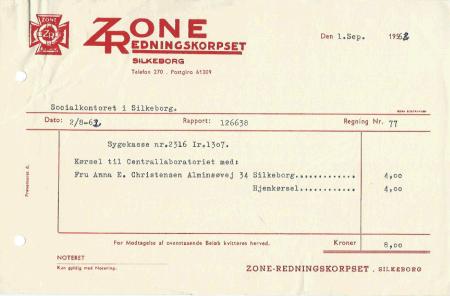 ZONE
ZR
ZONE
REDNINGSKORPSET
SILKEBORG
Telefon 270 . Postgiro 61309
Den 1.Sep. 1962
Socialkontoret i Silkeborg.
Dato: 2/8-62 Rapport: 126638 Regning Nr. 77
Sygekasse nr.2316 Ir.1307.
Kørsel til Centrallaboratoriet med:
Fru Anna E. Christensen Alminsøvej 34 Silkeborg............ 4,00
Hjemkørsel............ 4,00
For Modtagelse af ovenstaaende Beløb kvitteres herved. Kroner 8,00
NOTERET
Kun gyldig med Notering.
ZONE-REDNINGSKORPSET . SILKEBORG